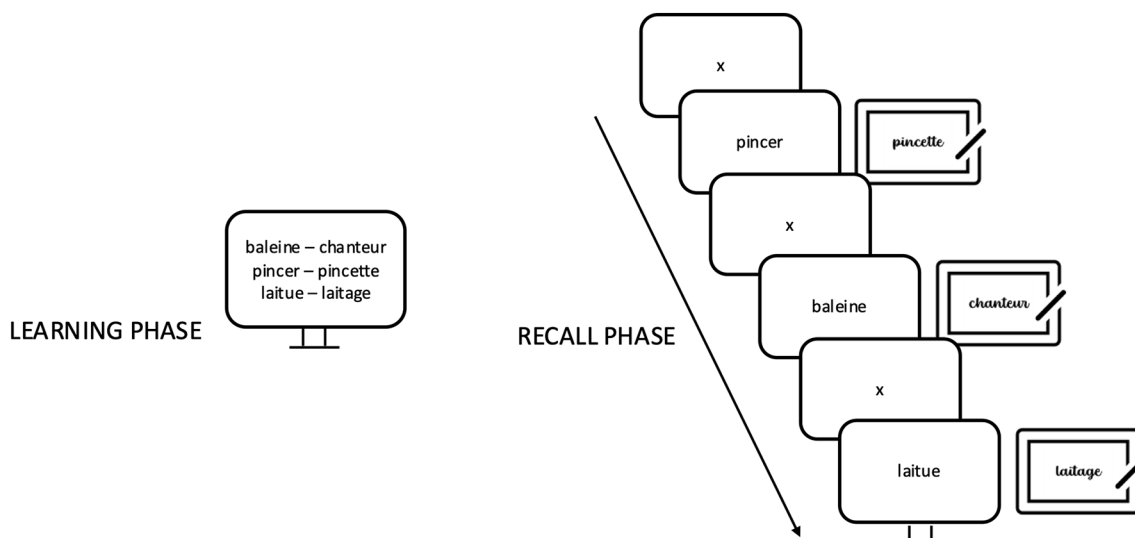 LEARNING PHASE
baleine – chanteur
pincer – pincette
laitue – laitage
RECALL PHASE
x
pincer
pincette
x
baleine
chanteur
x
laitue
laitage